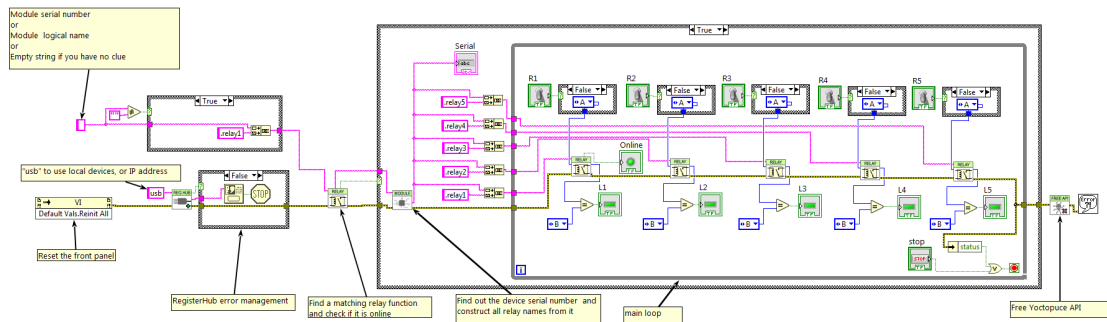 Module serial number
or
Module logical name
or
Empty string if you have no clue
True
.relay1
"usb" to use local devices, or IP address
usb
REG HUB
False
STOP
VI
Default Vals.Reinit All
Reset the front panel
RegisterHub error management
RELAY
Find a matching relay function
and check if it is online
True
Serial
abc
MODULE
.relay5
.relay4
.relay3
.relay2
.relay1
Find out the device serial number and
construct all relay names from it
R1
R2
R3
R4
R5
False
False
False
False
False
A
A
A
A
A
Online
RELAY
RELAY
RELAY
RELAY
RELAY
L1
L2
L3
L4
L5
B
B
B
B
B
stop
STOP
status
i
main loop
FREE API
Error
Free Yoctopuce API